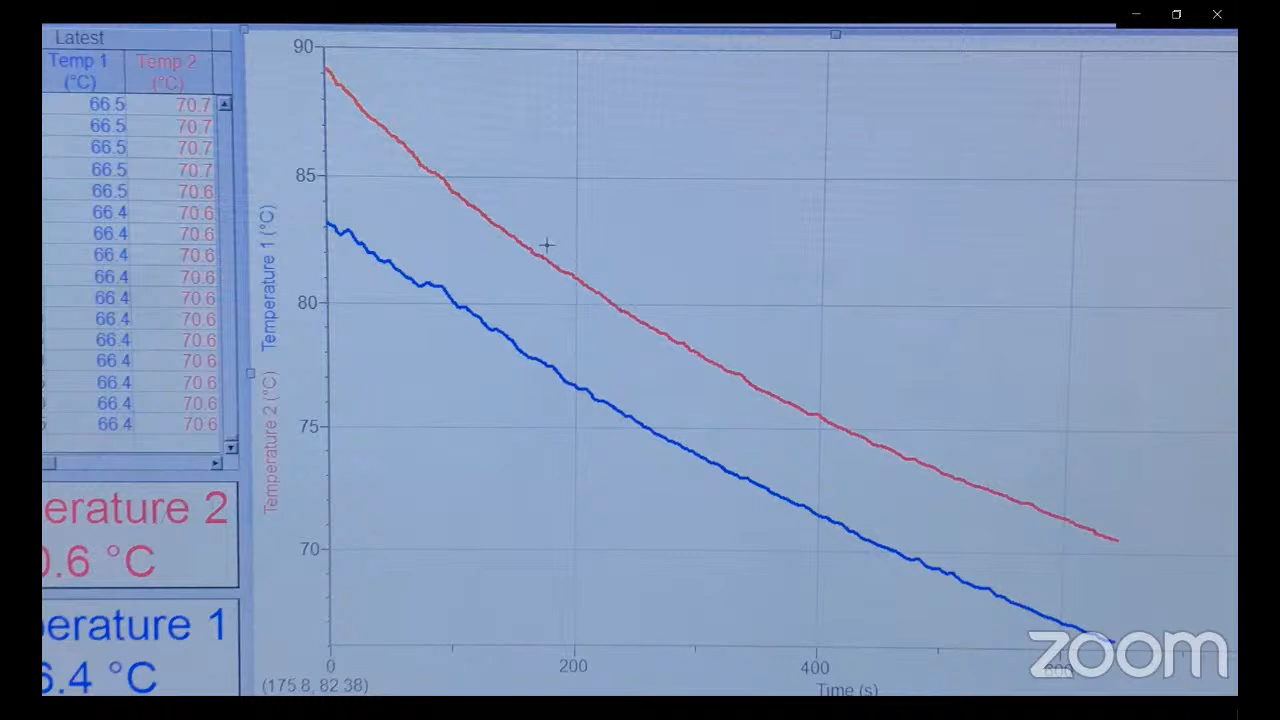 Latest
Temp 1 Temp 2
(°C) (°C)
66.5 70.7
66.5 70.7
66.5 70.7
66.5 70.7
66.5 70.6
66.4 70.6
66.4 70.6
66.4 70.6
66.4 70.6
66.4 70.6
66.4 70.6
66.4 70.6
66.4 70.6
66.4 70.6
66.4 70.6
66.4 70.6
erature 2
0.6 °C
erature 1
6.4 °C
90
85
80
75
70
Temperature 2 (°C) Temperature 1 (°C)
0 200 400 600
(175.8, 82.38)
Time (s)
zoom